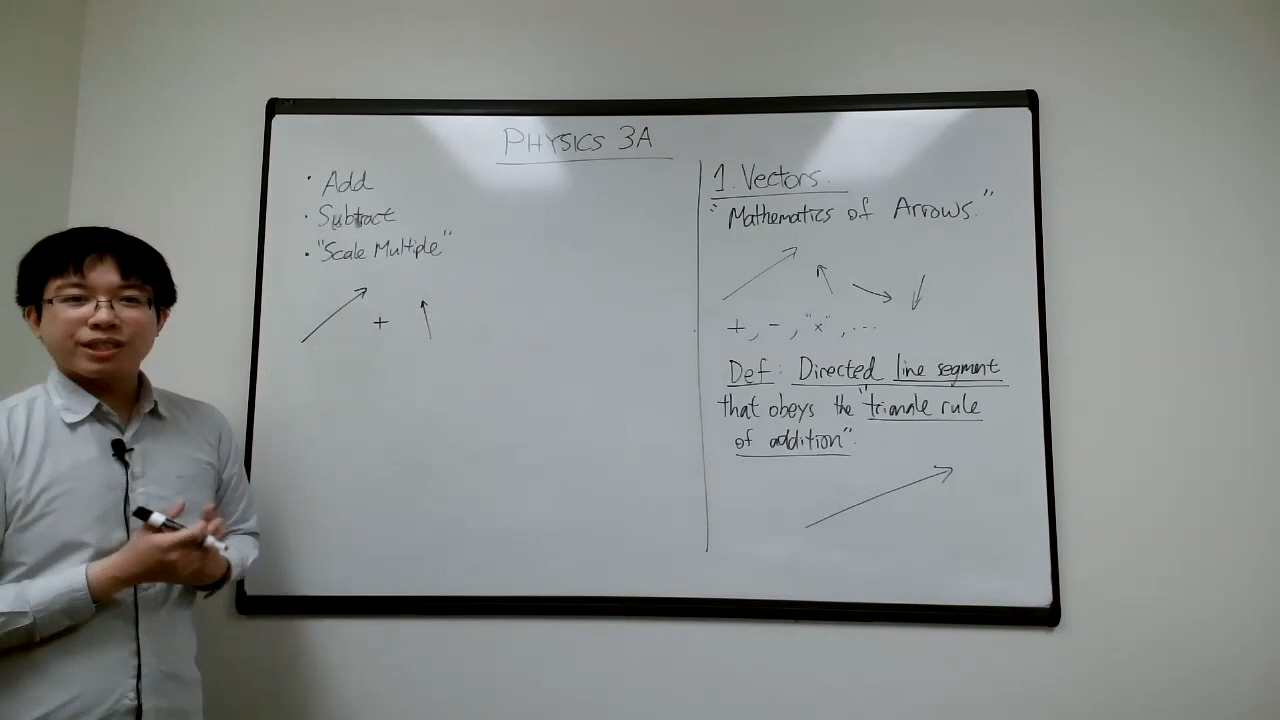 PHYSICS 3A
· Add
· Subtract
· "Scale Multiple"
+
1. Vectors.
"Mathematics of Arrows."
+, -, "x", ...
Def: Directed line segment
that obeys the "triangle rule
of addition".